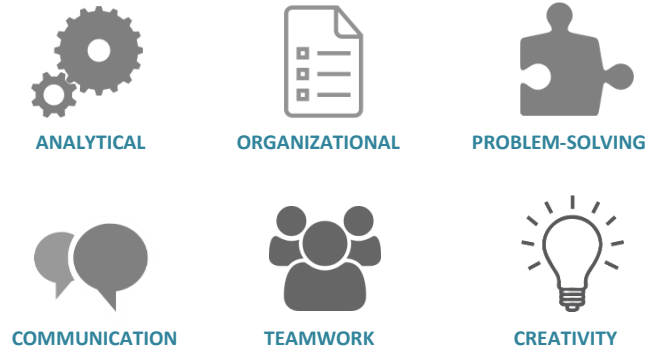 ANALYTICAL
ORGANIZATIONAL
PROBLEM-SOLVING
COMMUNICATION
TEAMWORK
CREATIVITY